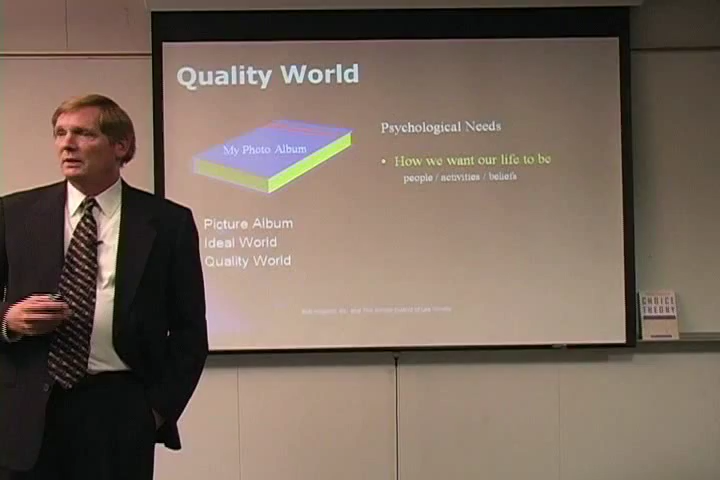 Quality World
My Photo Album
Psychological Needs
• How we want our life to be
people / activities / beliefs
Picture Album
Ideal World
Quality World
CHOICE
THEORY